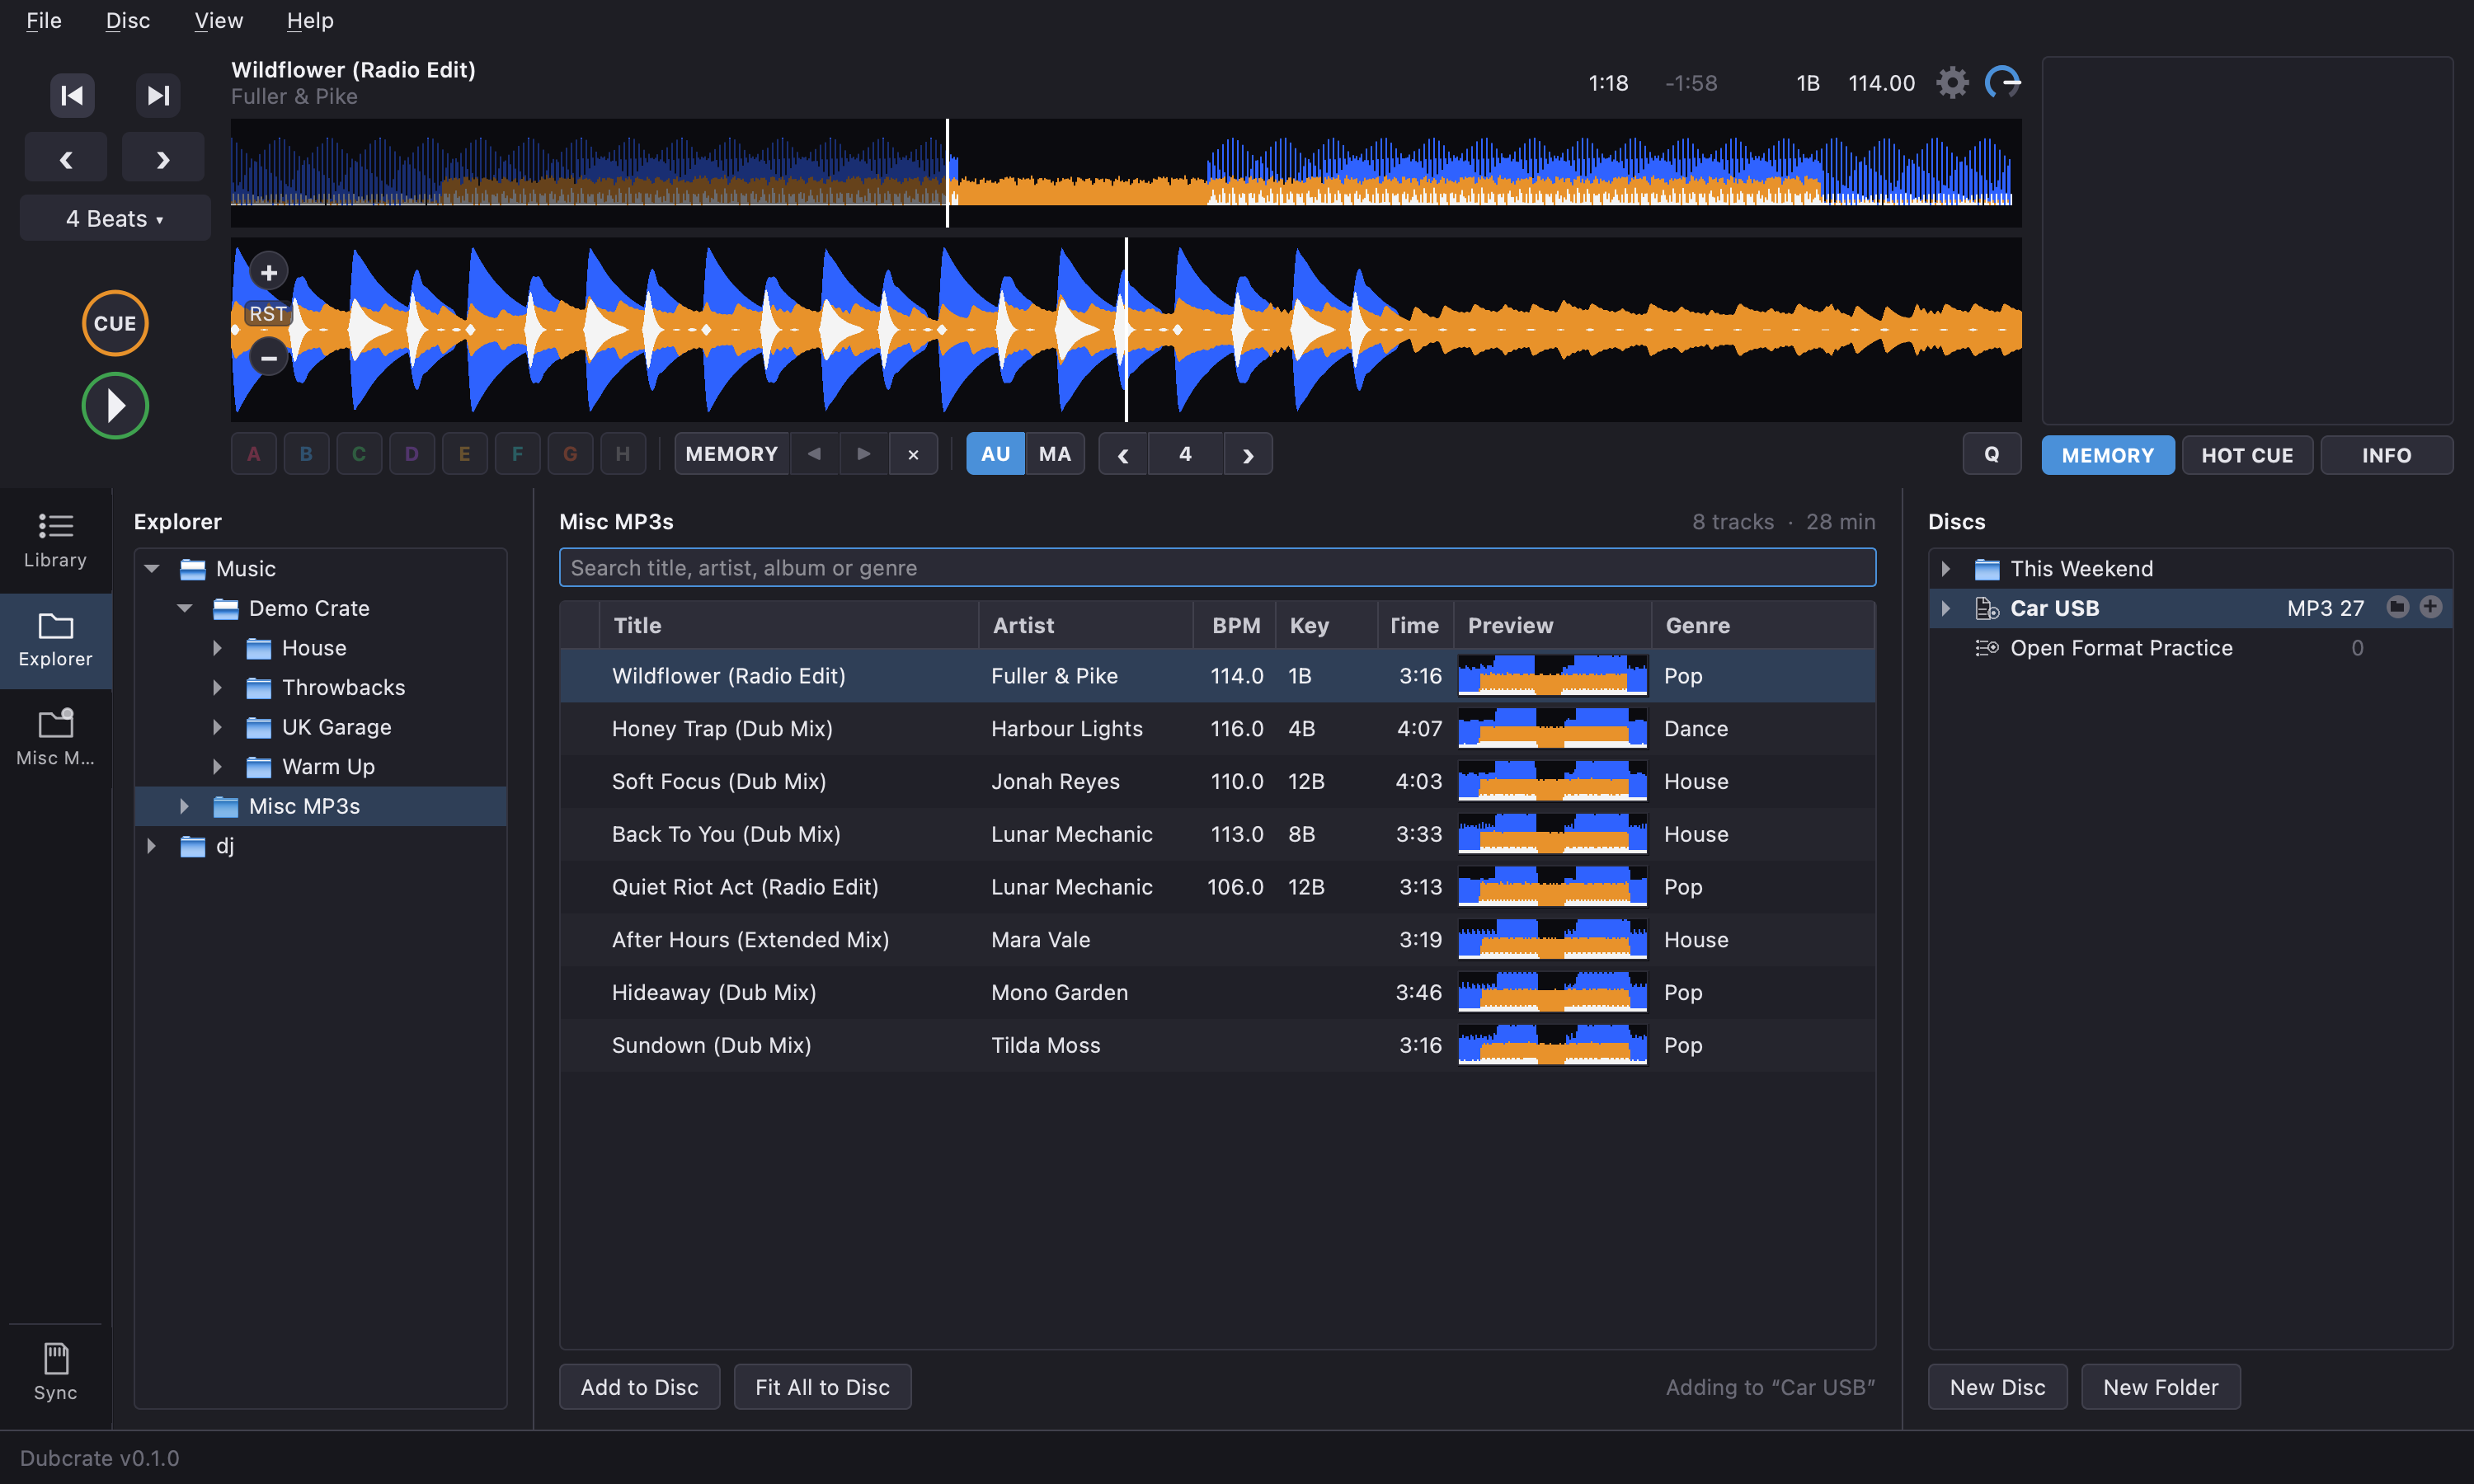 File Disc View Help
Wildflower (Radio Edit)
Fuller & Pike
1:18 -1:58 1B 114.00
4 Beats ▾
CUE
RST
A B C D E F G H MEMORY AU MA 4 Q MEMORY HOT CUE INFO
Library
Explorer
Misc M...
Sync
Explorer
Music
Demo Crate
House
Throwbacks
UK Garage
Warm Up
Misc MP3s
dj
Misc MP3s 8 tracks · 28 min
Search title, artist, album or genre
Title Artist BPM Key Time Preview Genre
Wildflower (Radio Edit) Fuller & Pike 114.0 1B 3:16 Pop
Honey Trap (Dub Mix) Harbour Lights 116.0 4B 4:07 Dance
Soft Focus (Dub Mix) Jonah Reyes 110.0 12B 4:03 House
Back To You (Dub Mix) Lunar Mechanic 113.0 8B 3:33 House
Quiet Riot Act (Radio Edit) Lunar Mechanic 106.0 12B 3:13 Pop
After Hours (Extended Mix) Mara Vale 3:19 House
Hideaway (Dub Mix) Mono Garden 3:46 Pop
Sundown (Dub Mix) Tilda Moss 3:16 Pop
Add to Disc Fit All to Disc Adding to “Car USB”
Discs
This Weekend
Car USB MP3 27
Open Format Practice 0
New Disc New Folder
Dubcrate v0.1.0